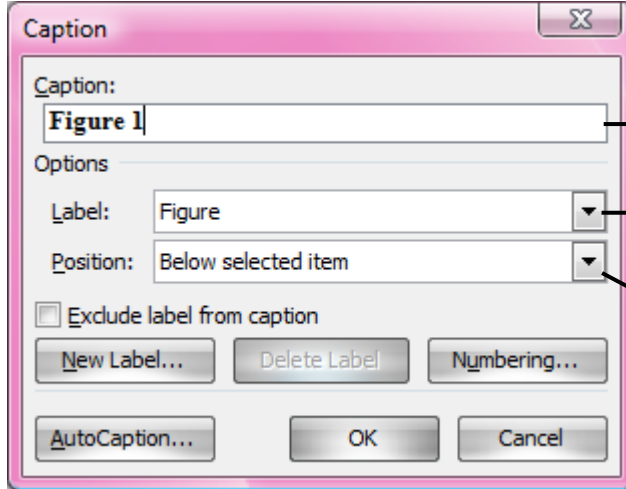 Caption
Caption:
Figure 1
Options
Label: Figure
Position: Below selected item
Exclude label from caption
New Label... Delete Label Numbering...
AutoCaption... OK Cancel